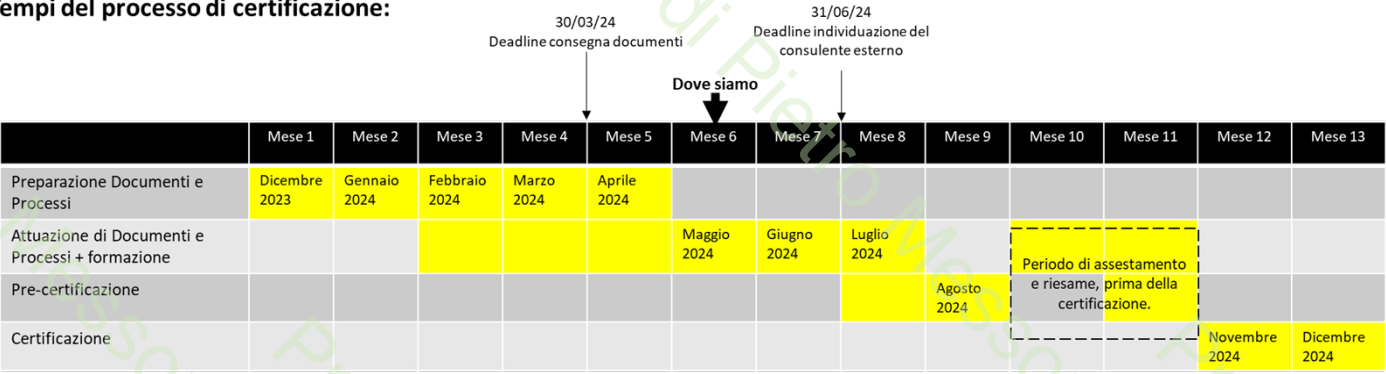 empi del processo di certificazione:
30/03/24
Deadline consegna documenti
31/06/24
Deadline individuazione del
consulente esterno
Dove siamo
Mese 1 Mese 2 Mese 3 Mese 4 Mese 5 Mese 6 Mese 7 Mese 8 Mese 9 Mese 10 Mese 11 Mese 12 Mese 13
Preparazione Documenti e
Processi
Dicembre
2023
Gennaio
2024
Febbraio
2024
Marzo
2024
Aprile
2024
Attuazione di Documenti e
Processi + formazione
Maggio
2024
Giugno
2024
Luglio
2024
Periodo di assestamento
e riesame, prima della
certificazione.
Pre-certificazione
Agosto
2024
Certificazione
Novembre
2024
Dicembre
2024
di Pietro Messo